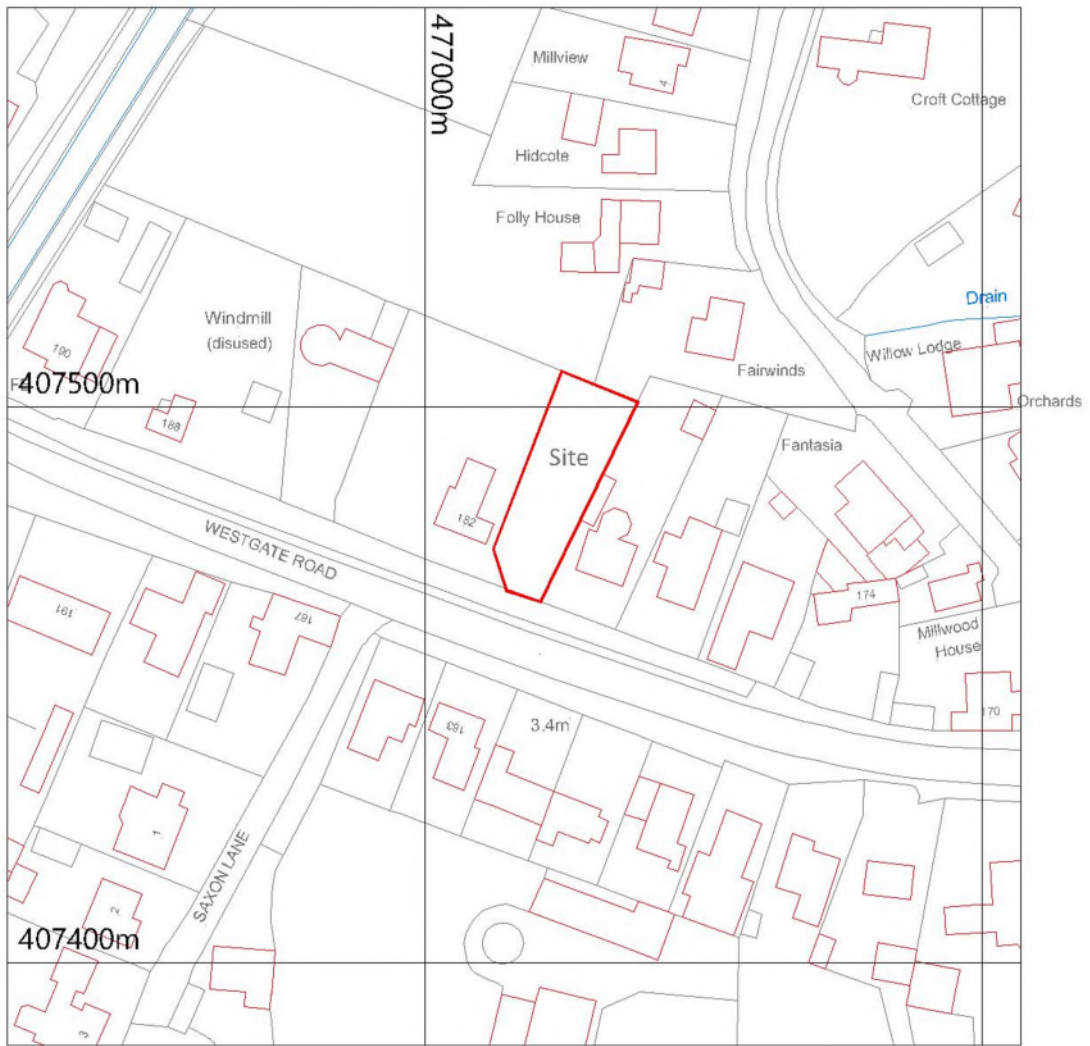 477000m
Millview
4
Croft Cottage
Hidcote
Folly House
Drain
Windmill
(disused)
190
Willow Lodge
Fairwinds
F
407500m
Orchards
188
Fantasia
Site
182
WESTGATE ROAD
174
191
187
Millwood
House
170
183
3.4m
1
SAXON LANE
2
407400m
3